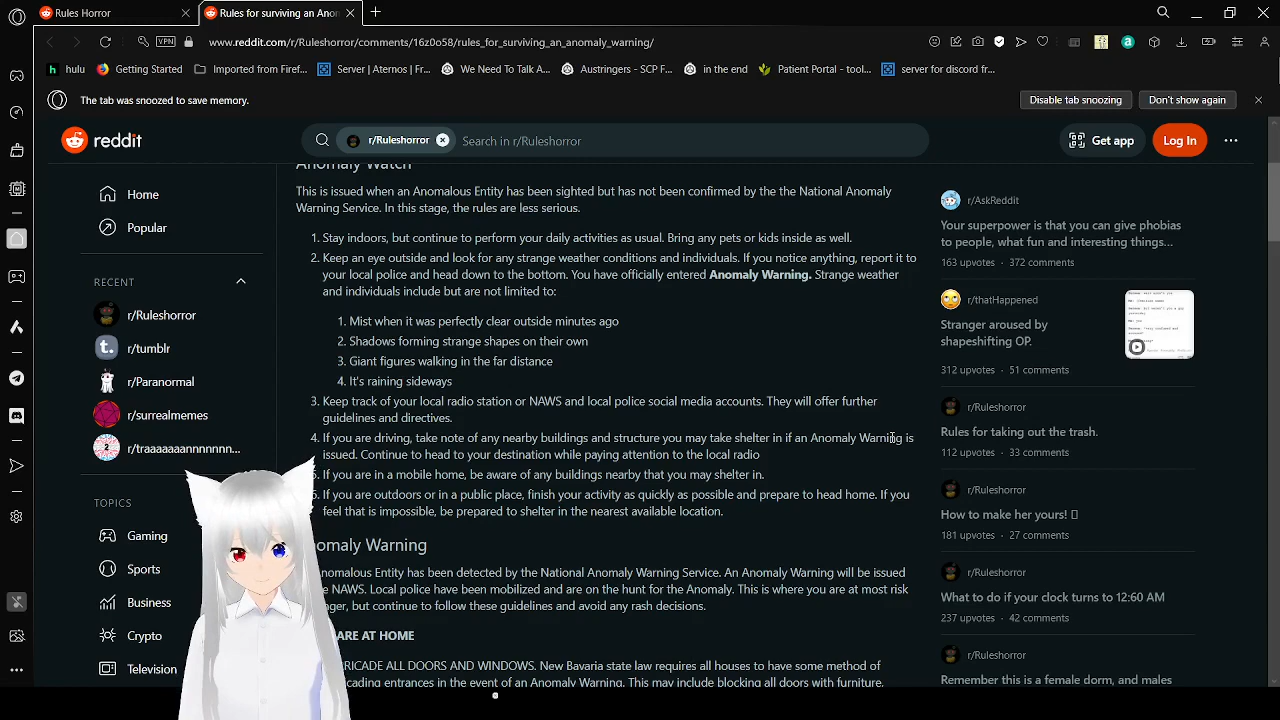 Rules Horror
Rules for surviving an Anon
VPN
www.reddit.com/r/Ruleshorror/comments/16z0o58/rules_for_surviving_an_anomaly_warning/
hulu
Getting Started
Imported from Firef...
Server | Aternos | Fr...
We Need To Talk A...
Austringers - SCP F...
in the end
Patient Portal - tool...
server for discord fr...
The tab was snoozed to save memory.
Disable tab snoozing
Don't show again
reddit
r/Ruleshorror
Search in r/Ruleshorror
Get app
Log In
Home
Popular
RECENT
r/Ruleshorror
r/tumblr
r/Paranormal
r/surrealmemes
r/traaaaaaannnnnnn...
TOPICS
Gaming
Sports
Business
Crypto
Television
Anomaly Watch
This is issued when an Anomalous Entity has been sighted but has not been confirmed by the the National Anomaly
Warning Service. In this stage, the rules are less serious.
1. Stay indoors, but continue to perform your daily activities as usual. Bring any pets or kids inside as well.
2. Keep an eye outside and look for any strange weather conditions and individuals. If you notice anything, report it to
your local police and head down to the bottom. You have officially entered Anomaly Warning. Strange weather
and individuals include but are not limited to:
1. Mist when it was perfectly clear outside minutes ago
2. Shadows forming strange shapes on their own
3. Giant figures walking in the far distance
4. It's raining sideways
3. Keep track of your local radio station or NAWS and local police social media accounts. They will offer further
guidelines and directives.
4. If you are driving, take note of any nearby buildings and structure you may take shelter in if an Anomaly Warning is
issued. Continue to head to your destination while paying attention to the local radio
If you are in a mobile home, be aware of any buildings nearby that you may shelter in.
If you are outdoors or in a public place, finish your activity as quickly as possible and prepare to head home. If you
feel that is impossible, be prepared to shelter in the nearest available location.
nomaly Warning
nomalous Entity has been detected by the National Anomaly Warning Service. An Anomaly Warning will be issued
e NAWS. Local police have been mobilized and are on the hunt for the Anomaly. This is where you are at most risk
nger, but continue to follow these guidelines and avoid any rash decisions.
ARE AT HOME
RICADE ALL DOORS AND WINDOWS. New Bavaria state law requires all houses to have some method of
cading entrances in the event of an Anomaly Warning. This may include blocking all doors with furniture,
r/AskReddit
Your superpower is that you can give phobias
to people, what fun and interesting things...
163 upvotes · 372 comments
r/thatHappened
Stranger aroused by
shapeshifting OP.
312 upvotes · 51 comments
r/Ruleshorror
Rules for taking out the trash.
112 upvotes · 33 comments
r/Ruleshorror
How to make her yours!
181 upvotes · 27 comments
r/Ruleshorror
What to do if your clock turns to 12:60 AM
237 upvotes · 42 comments
r/Ruleshorror
Remember this is a female dorm, and males